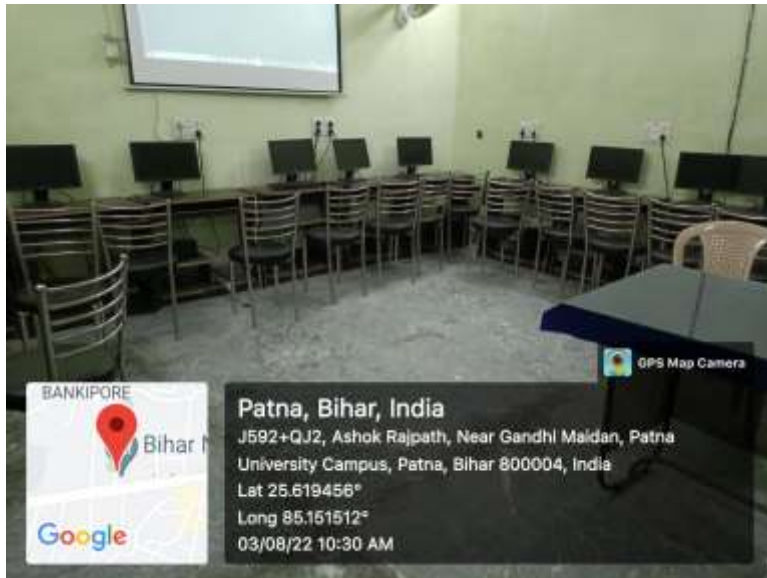 GPS Map Camera
BANKIPORE
Bihar N
Google
Patna, Bihar, India
J592+QJ2, Ashok Rajpath, Near Gandhi Maidan, Patna
University Campus, Patna, Bihar 800004, India
Lat 25.619456°
Long 85.151512°
03/08/22 10:30 AM